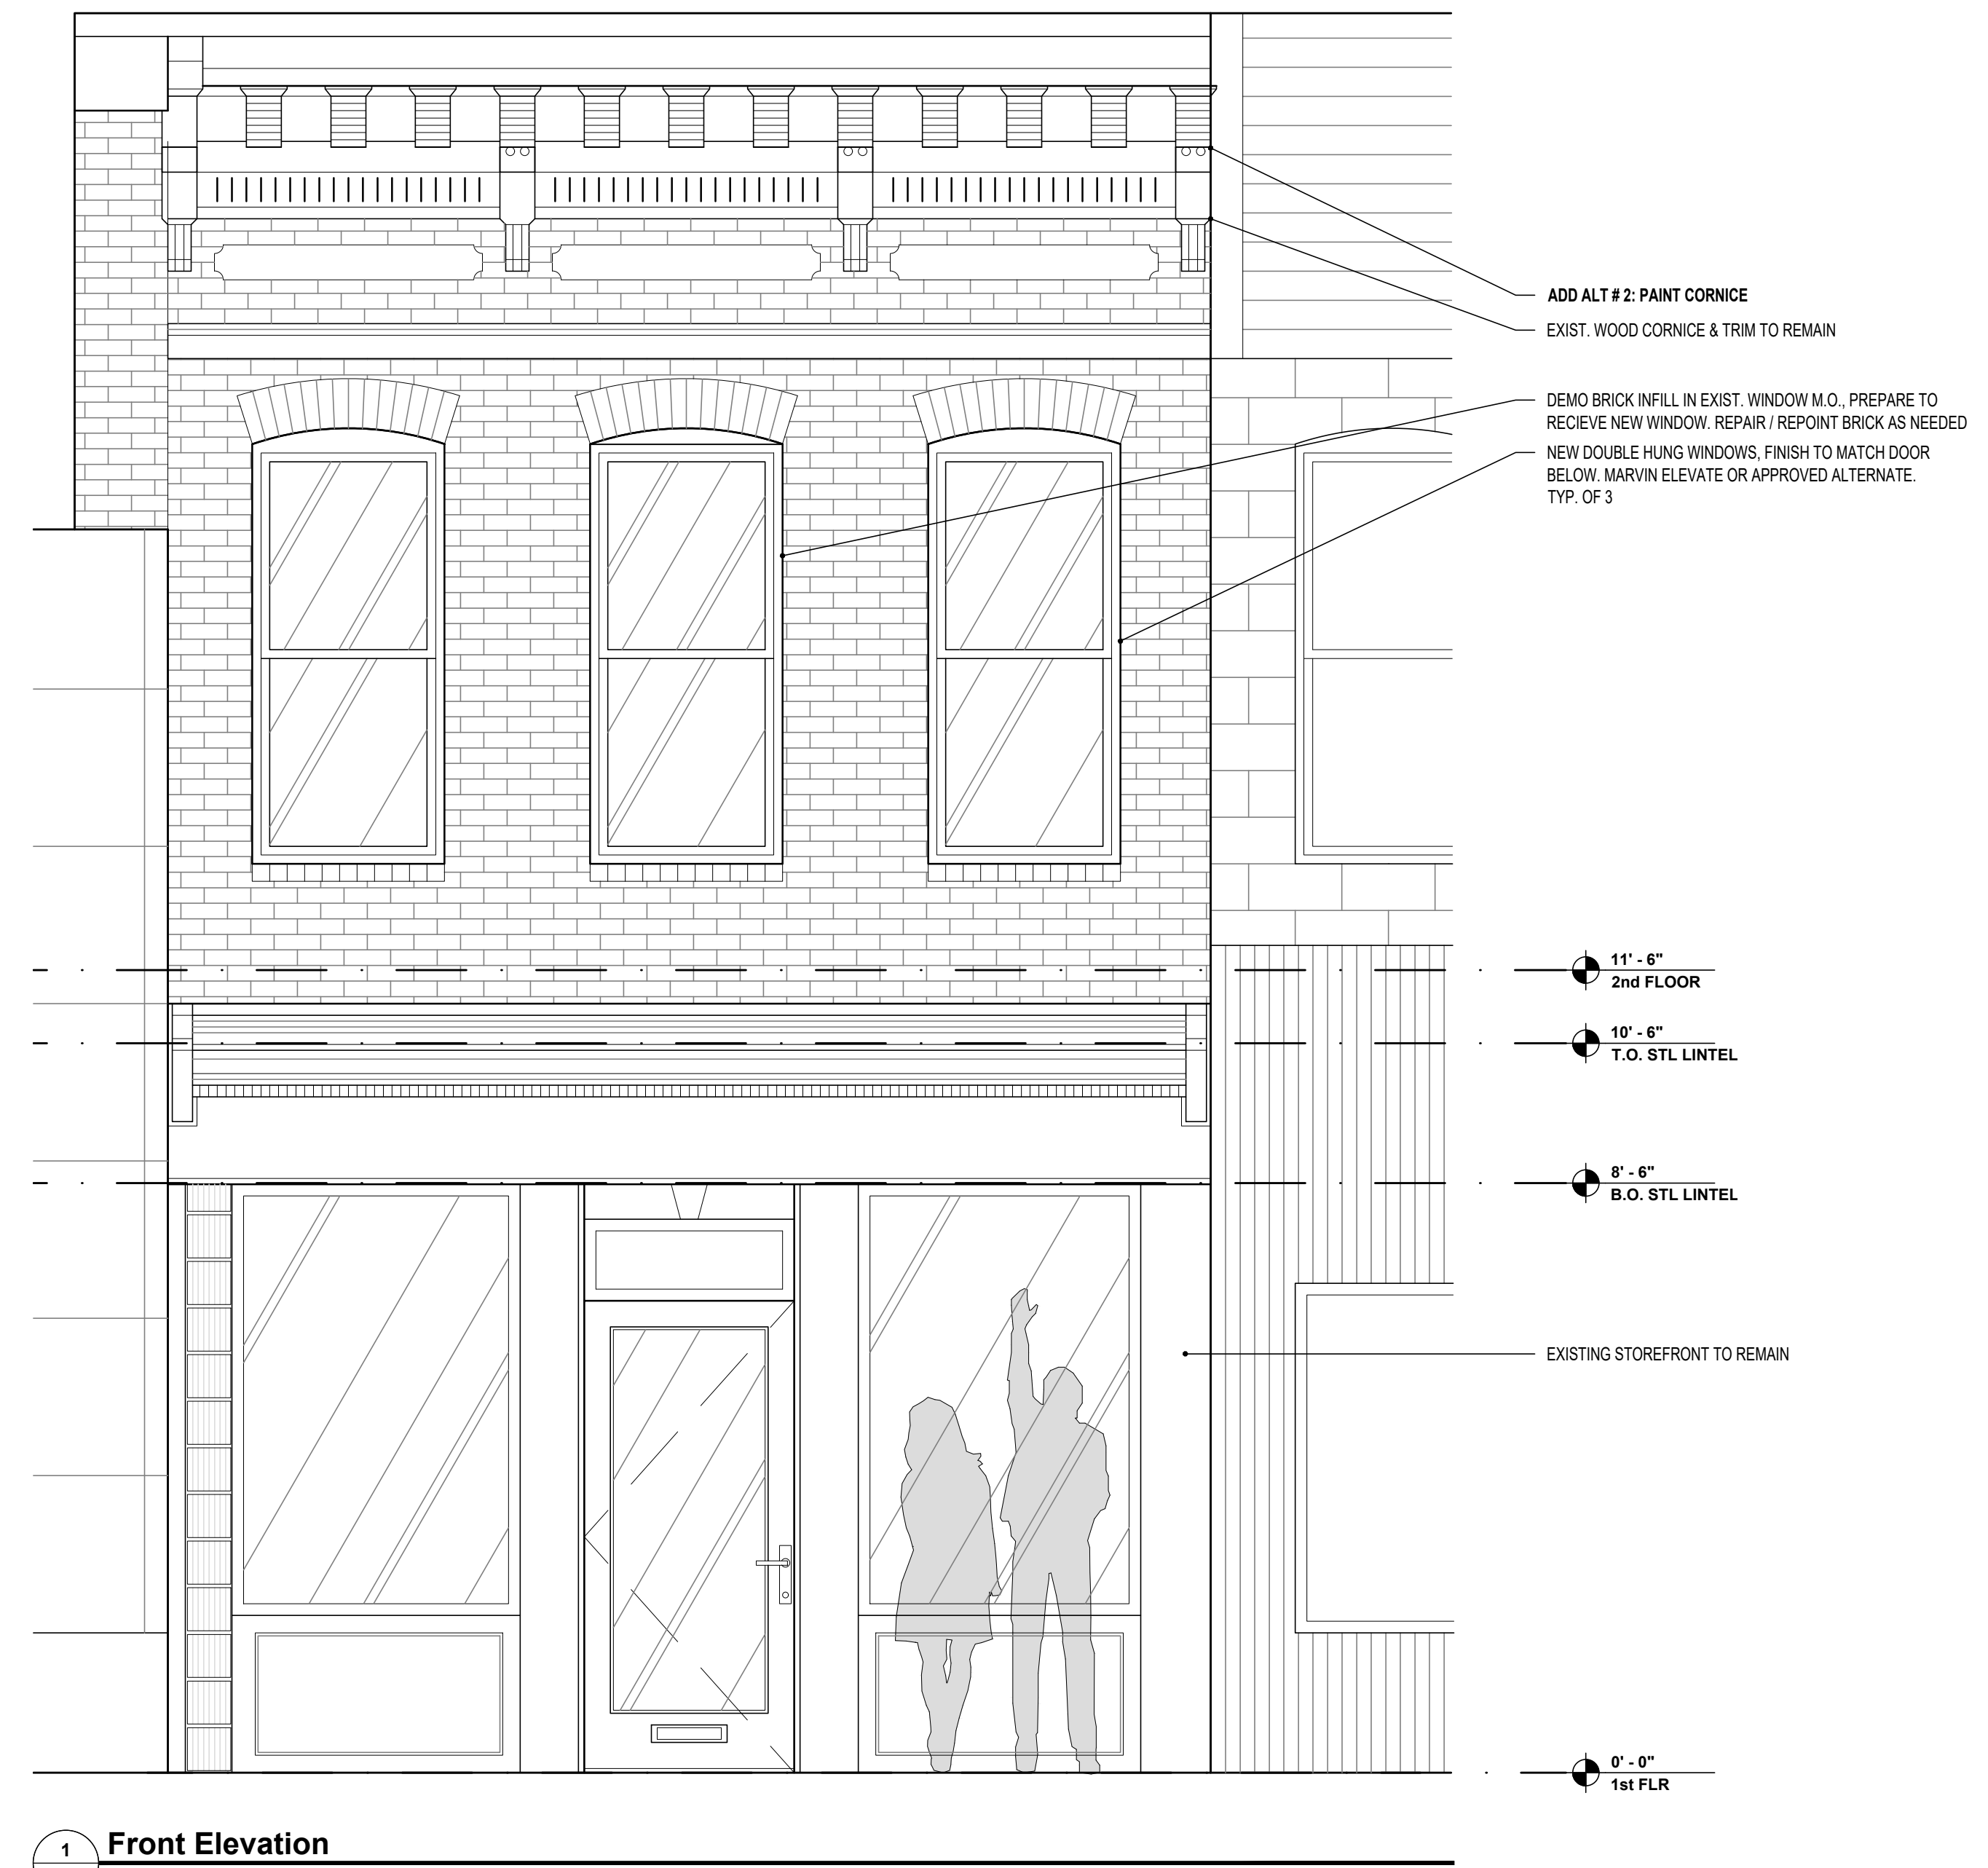 ADD ALT # 2: PAINT CORNICE
EXIST. WOOD CORNICE & TRIM TO REMAIN
DEMO BRICK INFILL IN EXIST. WINDOW M.O., PREPARE TO
RECIEVE NEW WINDOW. REPAIR / REPOINT BRICK AS NEEDED
NEW DOUBLE HUNG WINDOWS, FINISH TO MATCH DOOR
BELOW. MARVIN ELEVATE OR APPROVED ALTERNATE.
TYP. OF 3
11' - 6"
2nd FLOOR
10' - 6"
T.O. STL LINTEL
8' - 6"
B.O. STL LINTEL
EXISTING STOREFRONT TO REMAIN
0' - 0"
1st FLR
1
Front Elevation